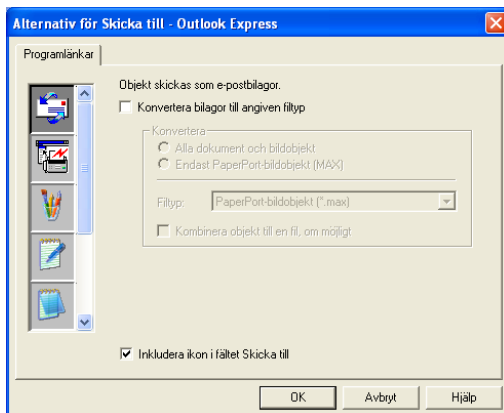 Alternativ för Skicka till - Outlook Express
Programlänkar
Objekt skickas som e-postbilagor.
Konvertera bilagor till angiven filtyp
Konvertera
Alla dokument och bildobjekt
Endast PaperPort-bildobjekt (MAX)
Filtyp: PaperPort-bildobjekt (*.max)
Kombinera objekt till en fil, om möjligt
Inkludera ikon i fältet Skicka till
OK Avbryt Hjälp